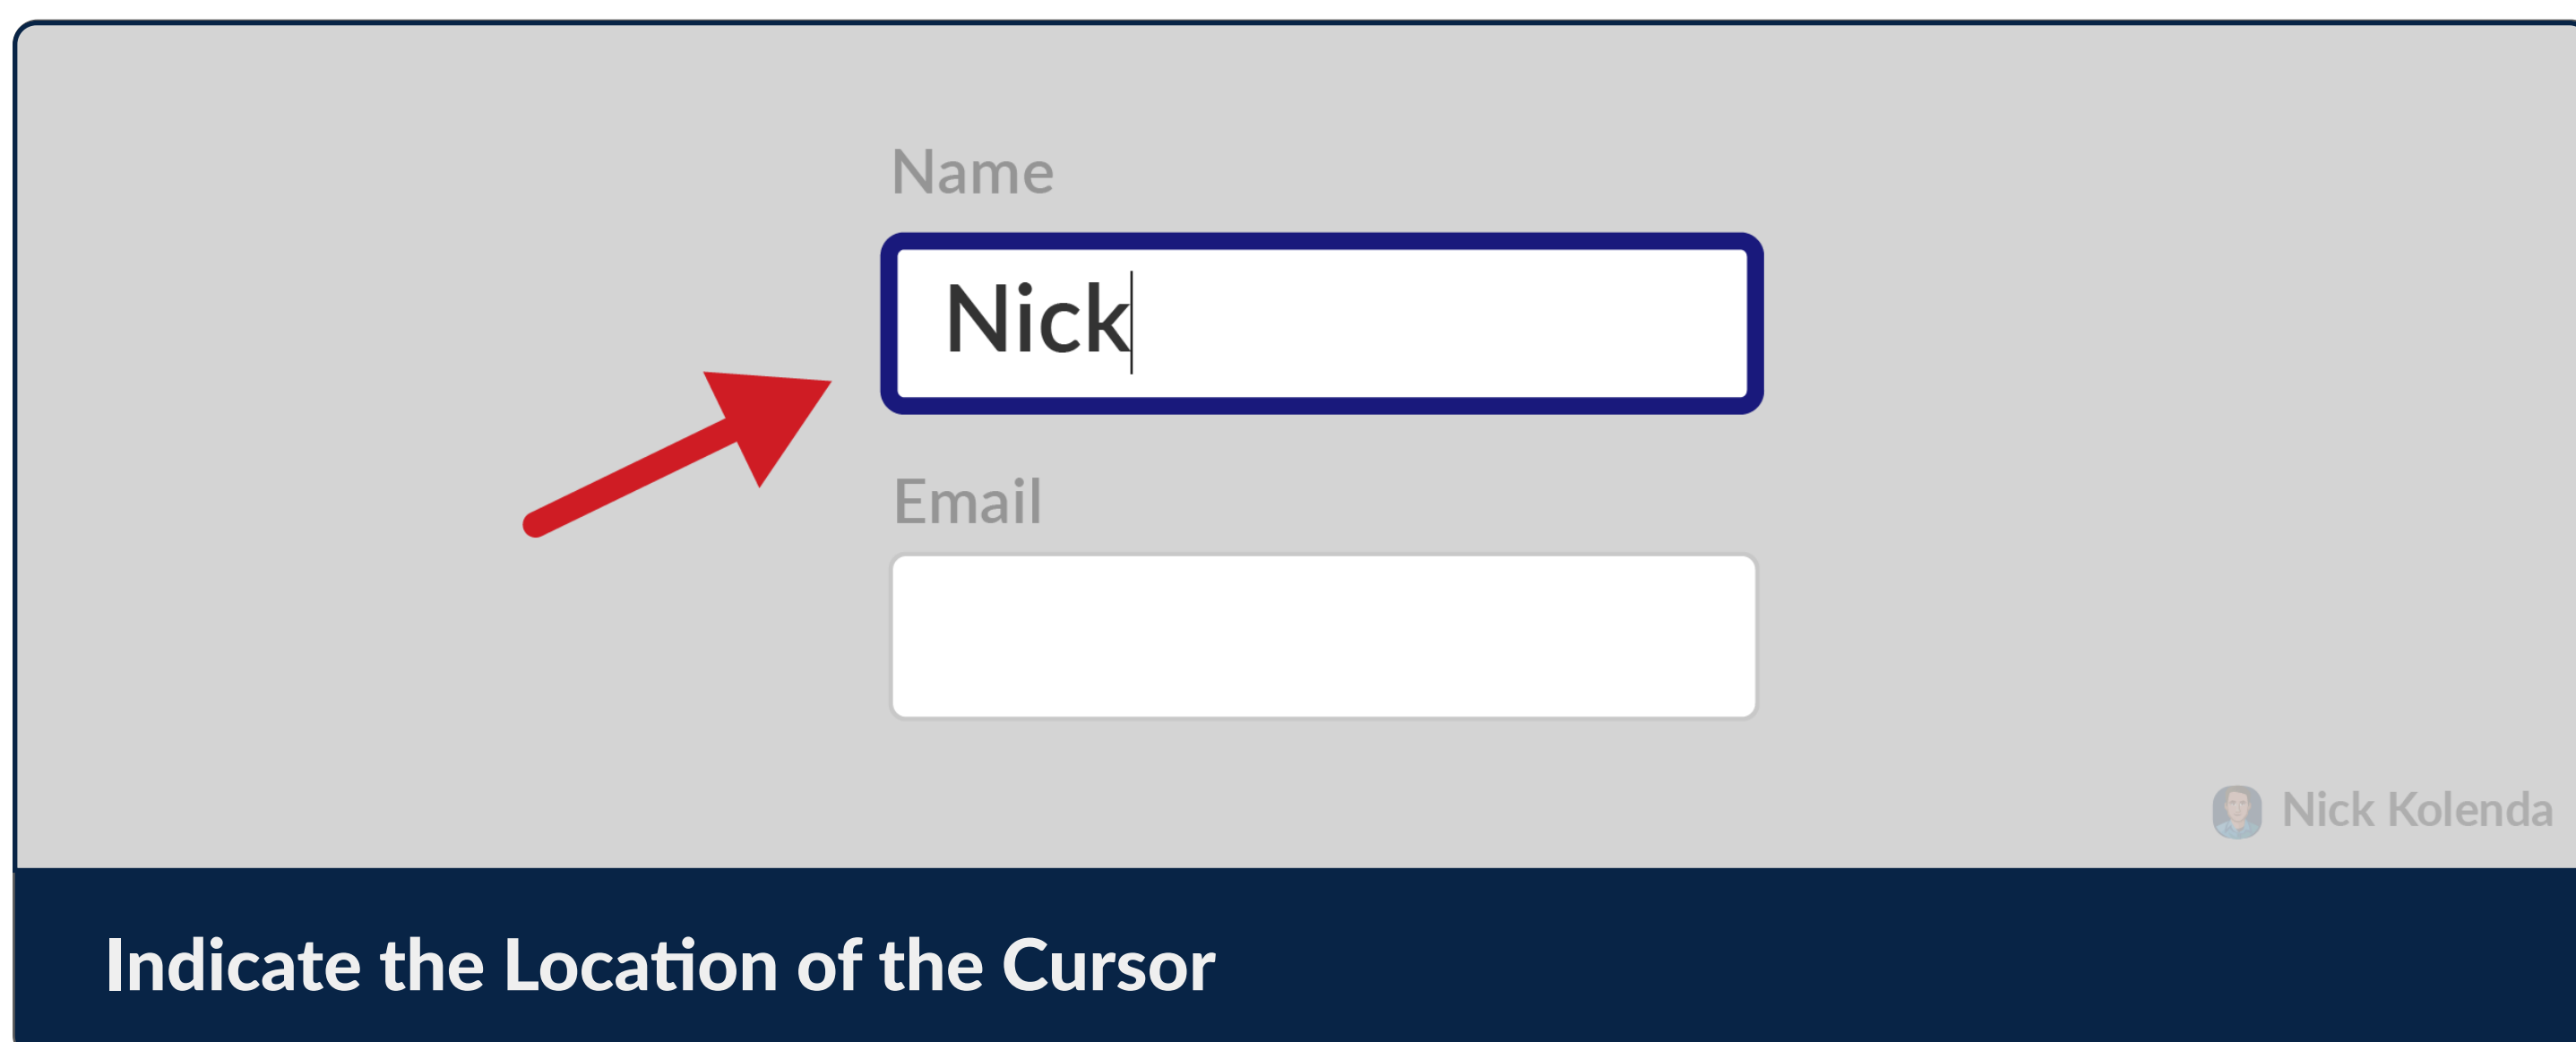 Name
Nick
Email
Nick Kolenda
Indicate the Location of the Cursor